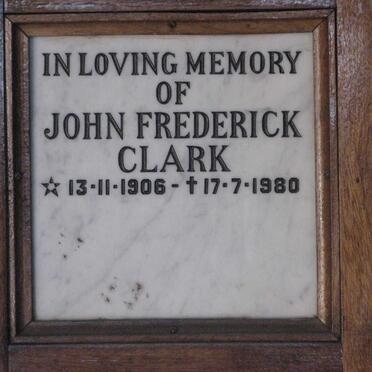 IN LOVING MEMORY
OF
JOHN FREDERICK
CLARK
☆ 13-11-1906 - ✝ 17-7-1980